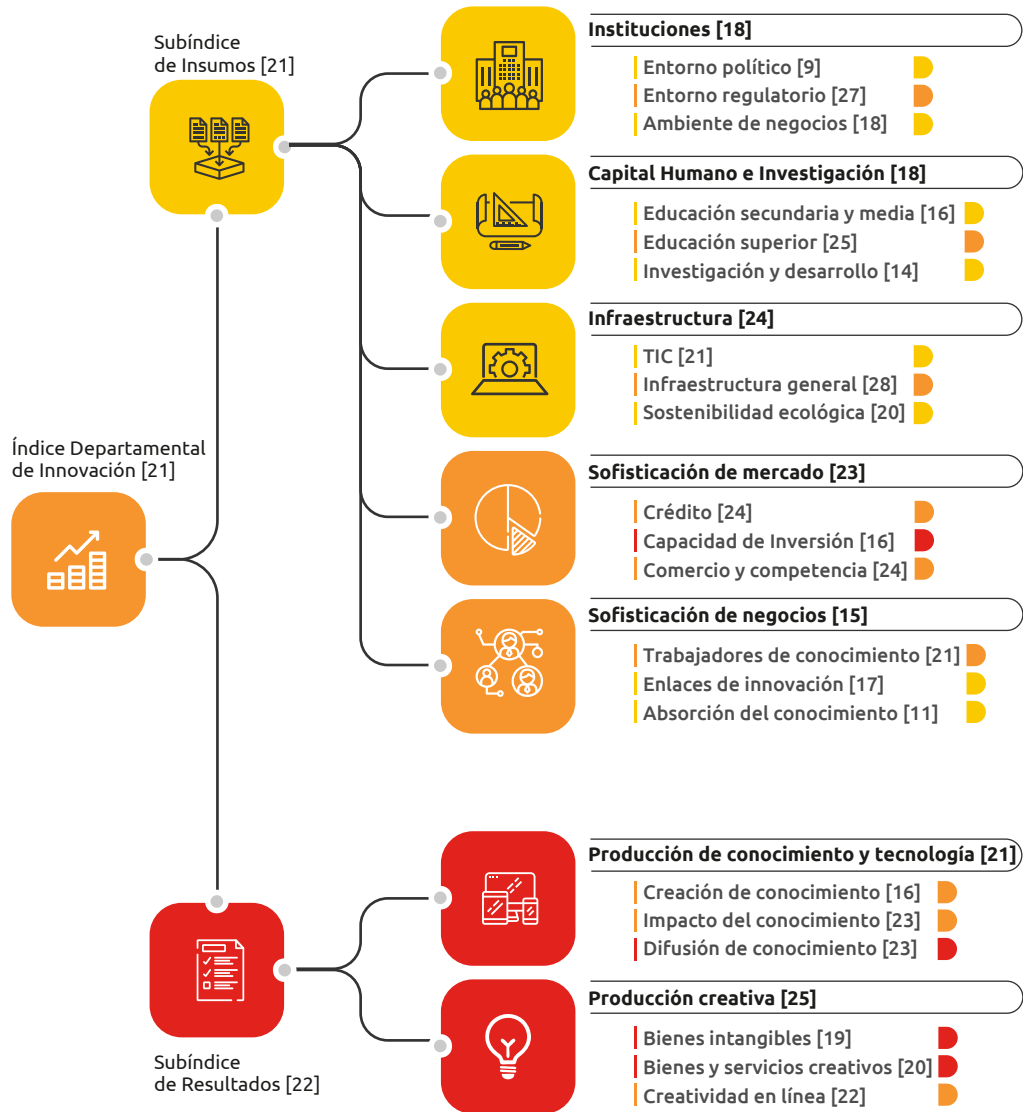 Subíndice
de Insumos [21]
Índice Departamental
de Innovación [21]
Subíndice
de Resultados [22]
Instituciones [18]
Entorno político [9]
Entorno regulatorio [27]
Ambiente de negocios [18]
Capital Humano e Investigación [18]
Educación secundaria y media [16]
Educación superior [25]
Investigación y desarrollo [14]
Infraestructura [24]
TIC [21]
Infraestructura general [28]
Sostenibilidad ecológica [20]
Sofisticación de mercado [23]
Crédito [24]
Capacidad de Inversión [16]
Comercio y competencia [24]
Sofisticación de negocios [15]
Trabajadores de conocimiento [21]
Enlaces de innovación [17]
Absorción del conocimiento [11]
Producción de conocimiento y tecnología [21]
Creación de conocimiento [16]
Impacto del conocimiento [23]
Difusión de conocimiento [23]
Producción creativa [25]
Bienes intangibles [19]
Bienes y servicios creativos [20]
Creatividad en línea [22]